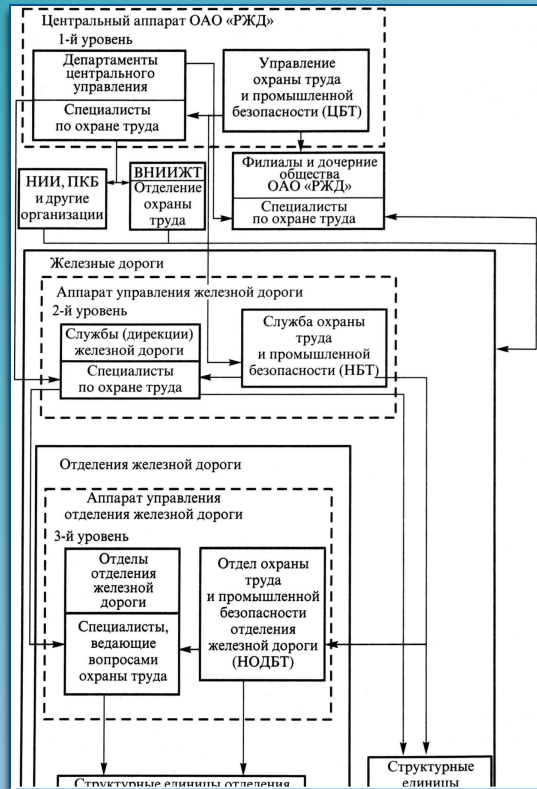 Центральный аппарат ОАО «РЖД»
1-й уровень
Департаменты
центрального
управления
Специалисты
по охране труда
Управление
охраны труда
и промышленной
безопасности (ЦБТ)
НИИ, ПКБ
и другие
организации
ВНИИЖТ
Отделение
охраны
труда
Филиалы и дочерние
общества
ОАО «РЖД»
Специалисты
по охране труда
Железные дороги
Аппарат управления железной дороги
2-й уровень
Службы (дирекции)
железной дороги
Специалисты
по охране труда
Служба охраны
труда
и промышленной
безопасности (НБТ)
Отделения железной дороги
Аппарат управления
отделения железной дороги
3-й уровень
Отделы
отделения
железной
дороги
Специалисты,
ведающие
вопросами
охраны труда
Отдел охраны
труда
и промышленной
безопасности
отделения
железной дороги
(НОДБТ)
Структурные единицы отделения
Структурные
единицы